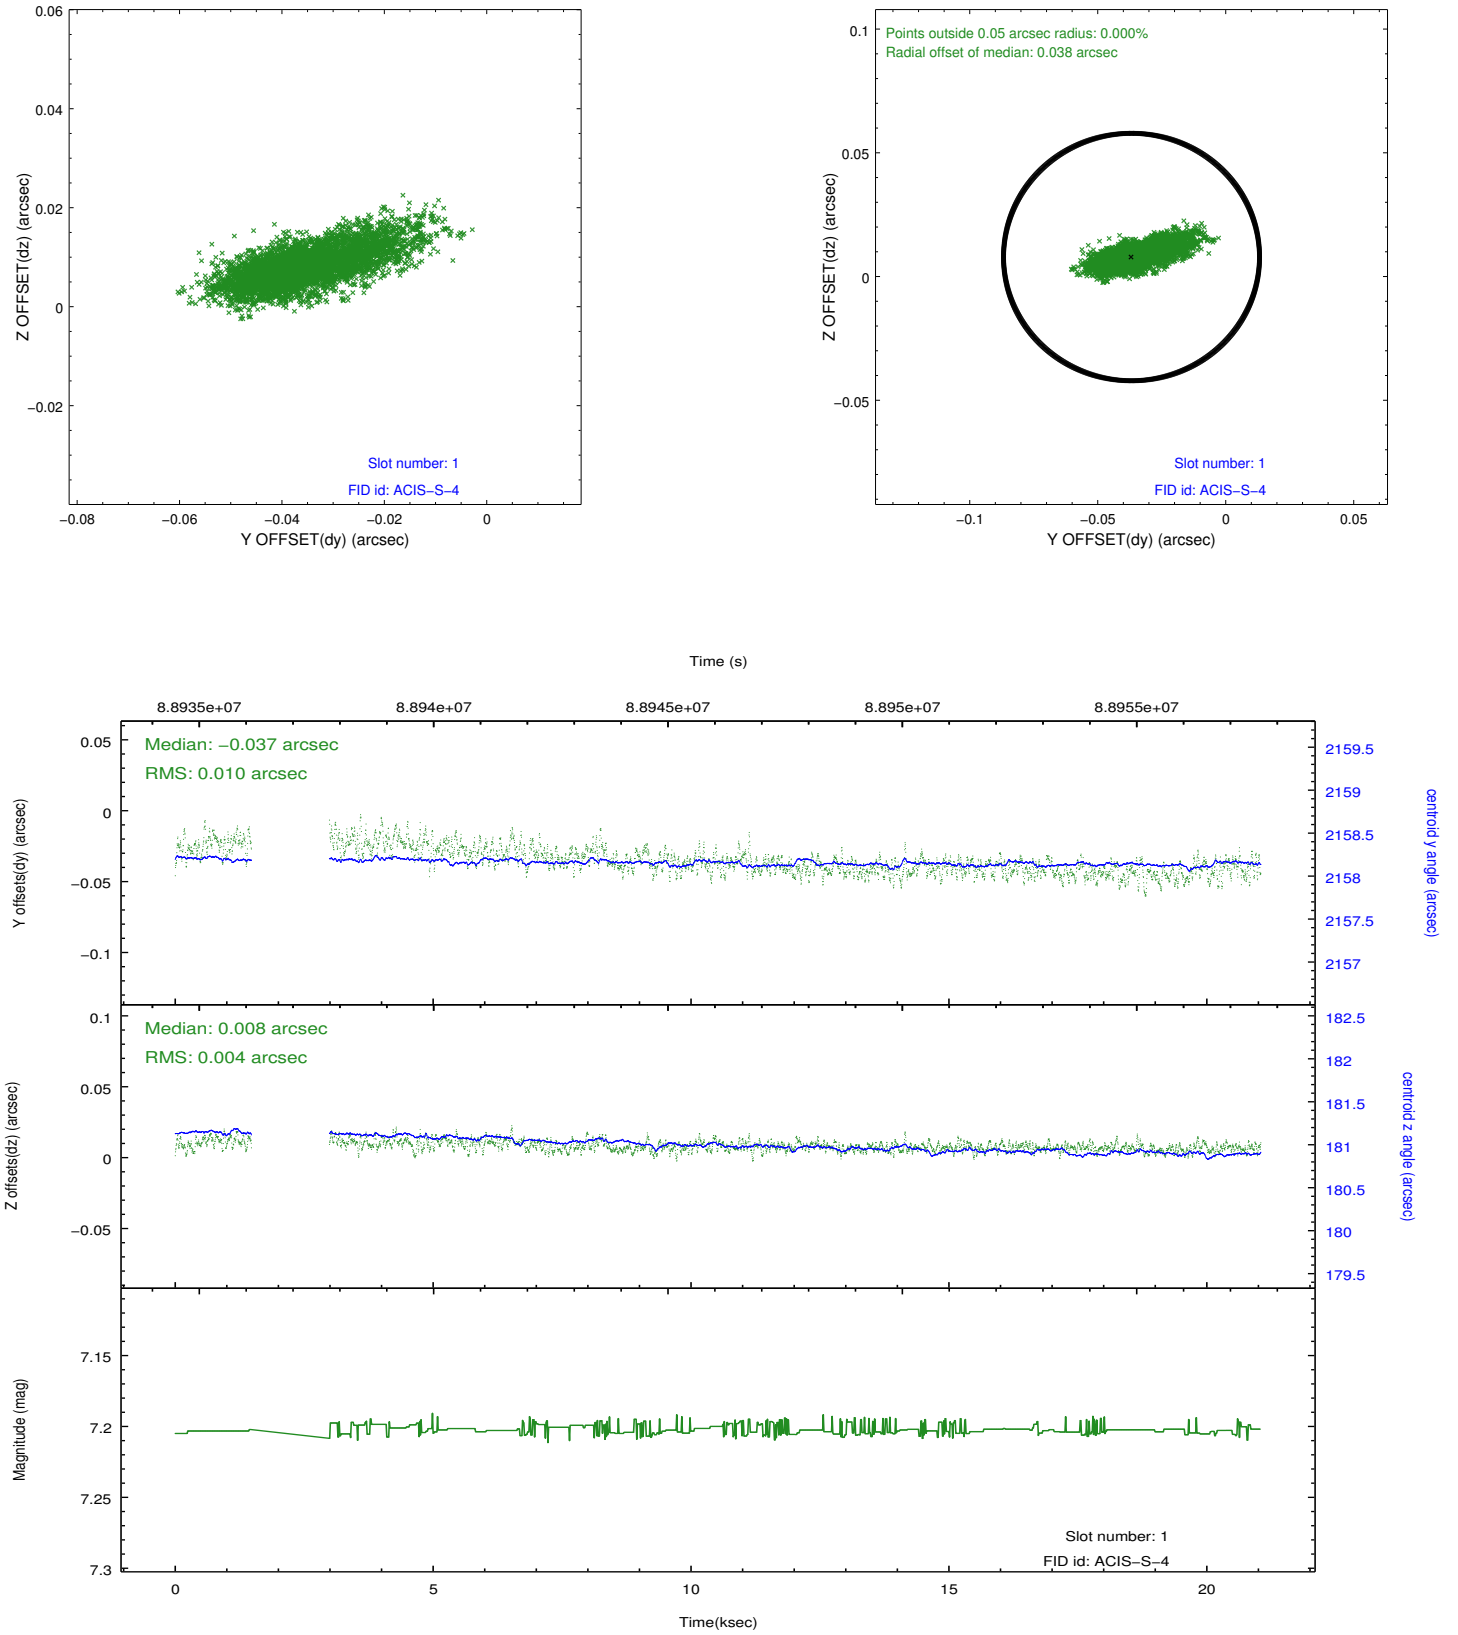 0.06
0.04
0.02
0
−0.02
Z OFFSET(dz) (arcsec)
Slot number: 1
FID id: ACIS−S−4
−0.08 −0.06 −0.04 −0.02 0
Y OFFSET(dy) (arcsec)
Points outside 0.05 arcsec radius: 0.000%
Radial offset of median: 0.038 arcsec
0.1
0.05
0
−0.05
Z OFFSET(dz) (arcsec)
Slot number: 1
FID id: ACIS−S−4
−0.1 −0.05 0 0.05
Y OFFSET(dy) (arcsec)
Time (s)
8.8935e+07 8.894e+07 8.8945e+07 8.895e+07 8.8955e+07
Median: −0.037 arcsec
RMS: 0.010 arcsec
0.05
0
−0.05
−0.1
Y offsets(dy) (arcsec)
2159.5
2159
2158.5
2158
2157.5
2157
centroid y angle (arcsec)
Median: 0.008 arcsec
RMS: 0.004 arcsec
0.1
0.05
0
−0.05
Z offsets(dz) (arcsec)
182.5
182
181.5
181
180.5
180
179.5
centroid z angle (arcsec)
7.15
7.2
7.25
7.3
Magnitude (mag)
Slot number: 1
FID id: ACIS−S−4
0 5 10 15 20
Time(ksec)